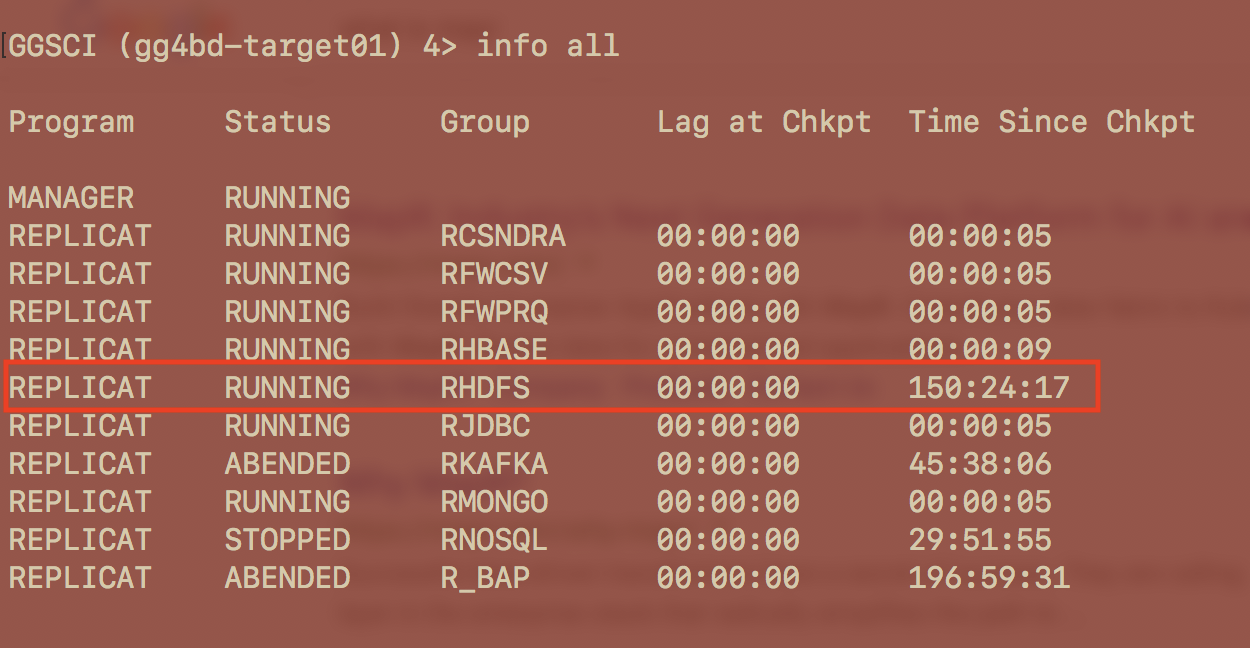 GGSCI (gg4bd-target01) 4> info all
Program Status Group Lag at Chkpt Time Since Chkpt
MANAGER RUNNING
REPLICAT RUNNING RCSNDRA 00:00:00 00:00:05
REPLICAT RUNNING RFWCSV 00:00:00 00:00:05
REPLICAT RUNNING RFWPRQ 00:00:00 00:00:05
REPLICAT RUNNING RHBASE 00:00:00 00:00:09
REPLICAT RUNNING RHDFS 00:00:00 150:24:17
REPLICAT RUNNING RJDBC 00:00:00 00:00:05
REPLICAT ABENDED RKAFKA 00:00:00 45:38:06
REPLICAT RUNNING RMONGO 00:00:00 00:00:05
REPLICAT STOPPED RNOSQL 00:00:00 29:51:55
REPLICAT ABENDED R_BAP 00:00:00 196:59:31